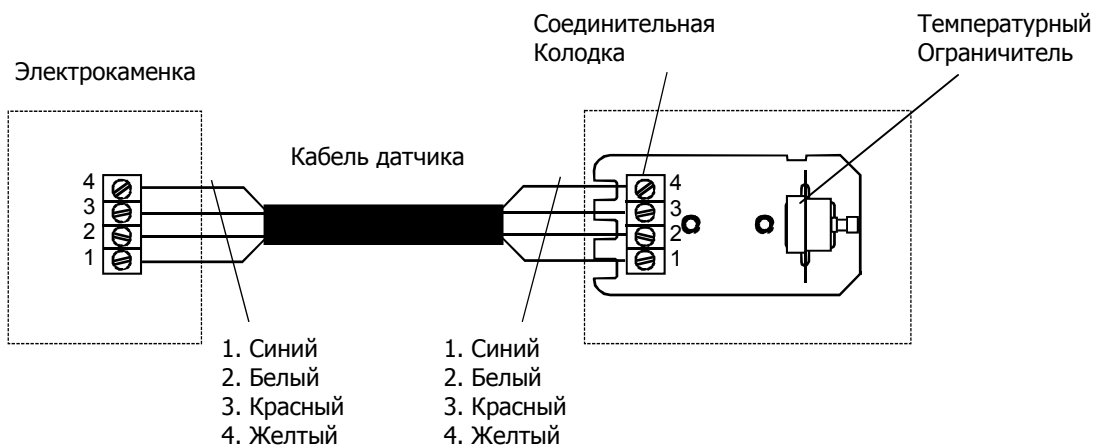 Соединительная
Колодка
Температурный
Ограничитель
Электрокаменка
Кабель датчика
4
3
2
1
4
3
2
1
1. Синий
2. Белый
3. Красный
4. Желтый
1. Синий
2. Белый
3. Красный
4. Желтый